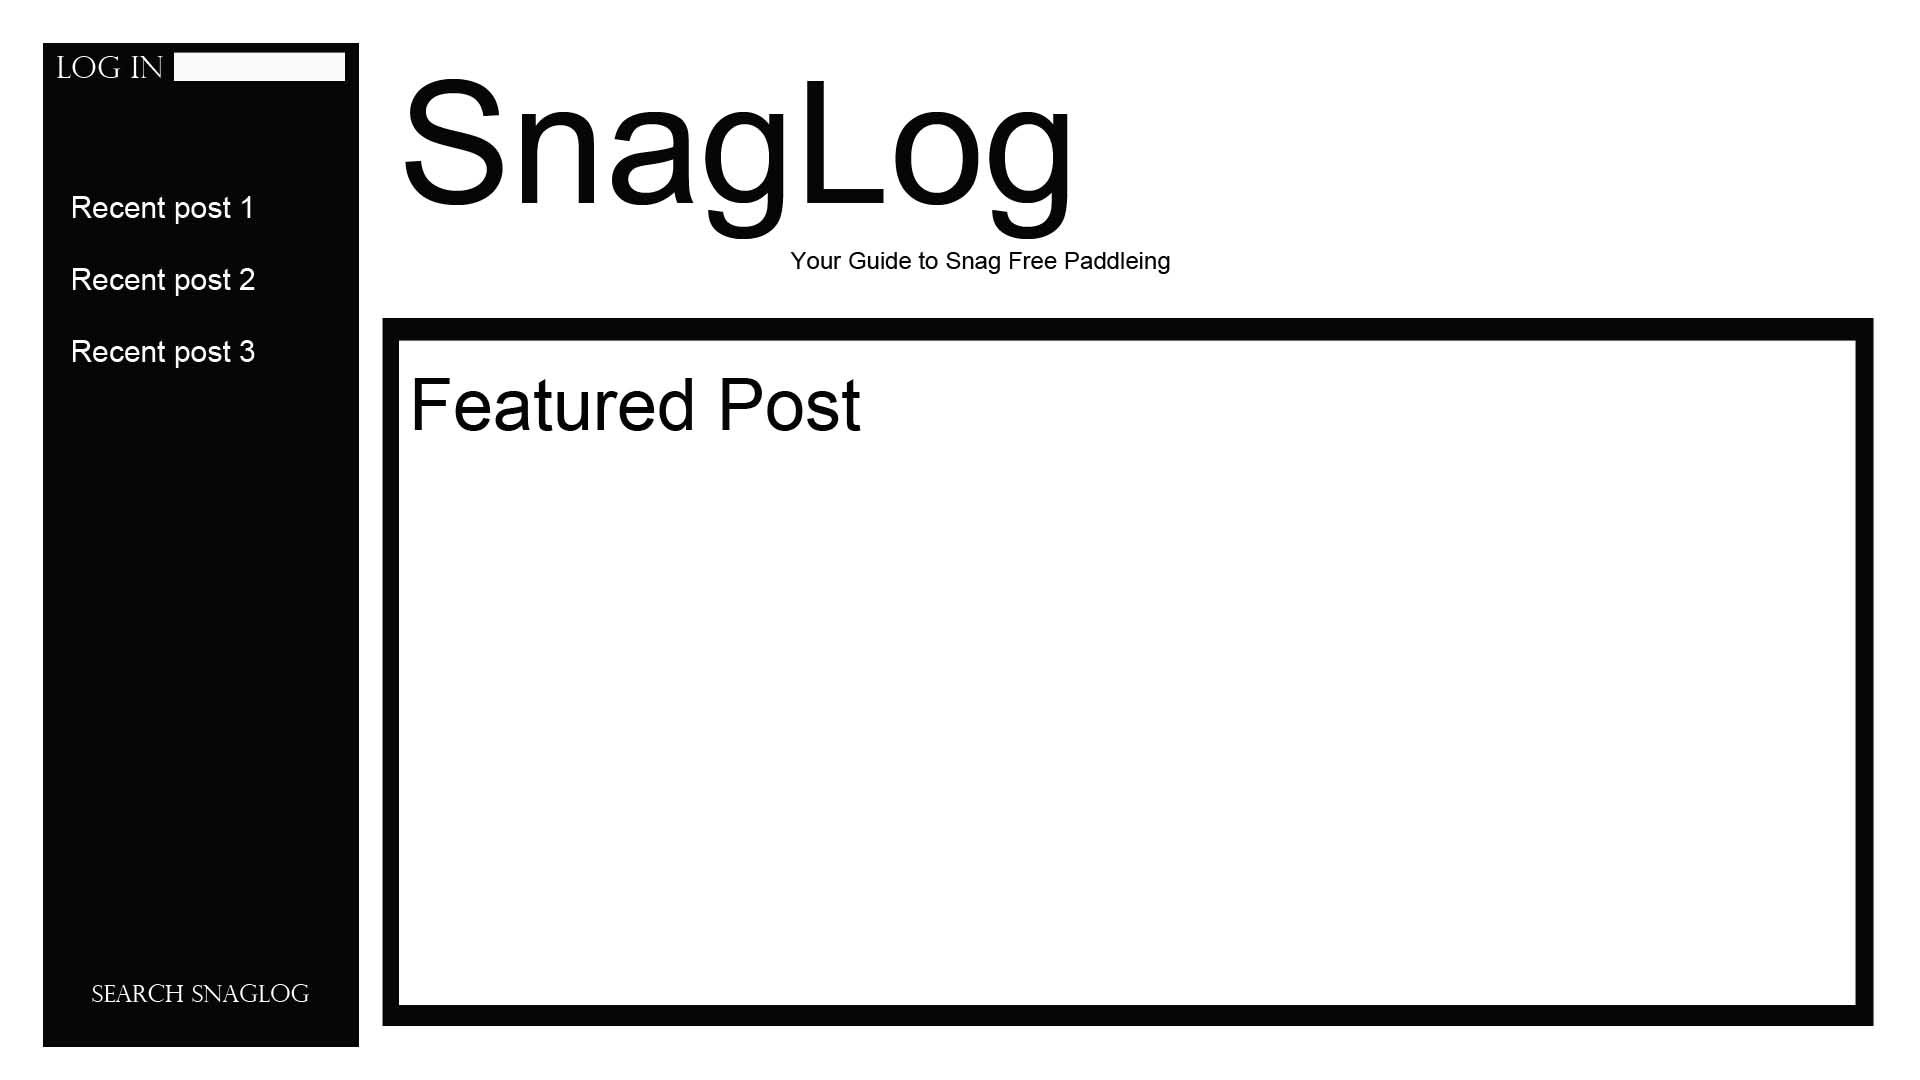 LOG IN
Recent post 1
Recent post 2
Recent post 3
SEARCH SNAGLOG
SnagLog
Your Guide to Snag Free Paddleing
Featured Post